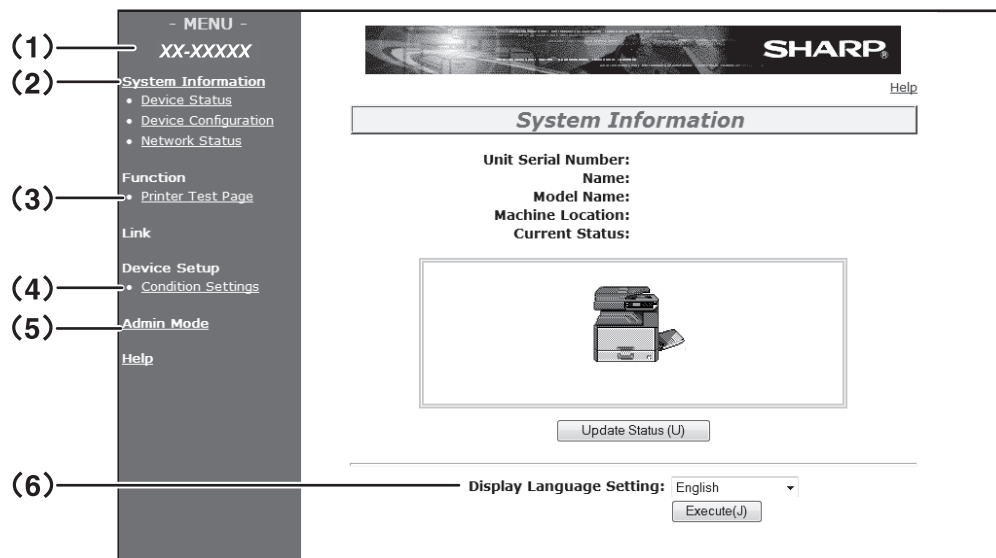 - MENU -
(1) XX-XXXXX
(2) System Information
• Device Status
• Device Configuration
• Network Status
Function
(3) • Printer Test Page
Link
Device Setup
(4) • Condition Settings
(5) Admin Mode
Help
SHARP®
Help
System Information
Unit Serial Number:
Name:
Model Name:
Machine Location:
Current Status:
Update Status (U)
(6) Display Language Setting: English
Execute(J)